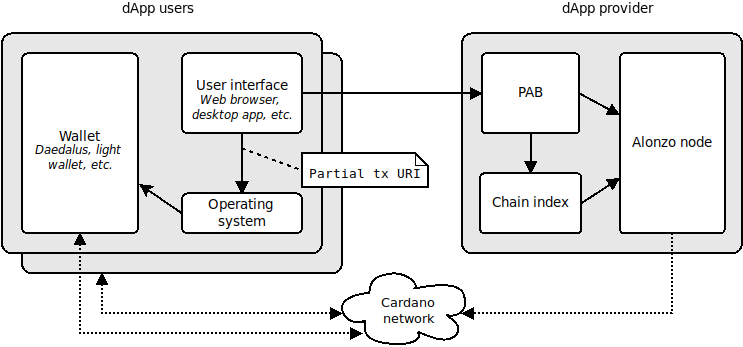 dApp users
dApp provider
User interface
Web browser,
desktop app, etc.
PAB
Wallet
Daedalus, light
wallet, etc.
Alonzo node
Partial tx URI
Operating
system
Chain index
Cardano
network